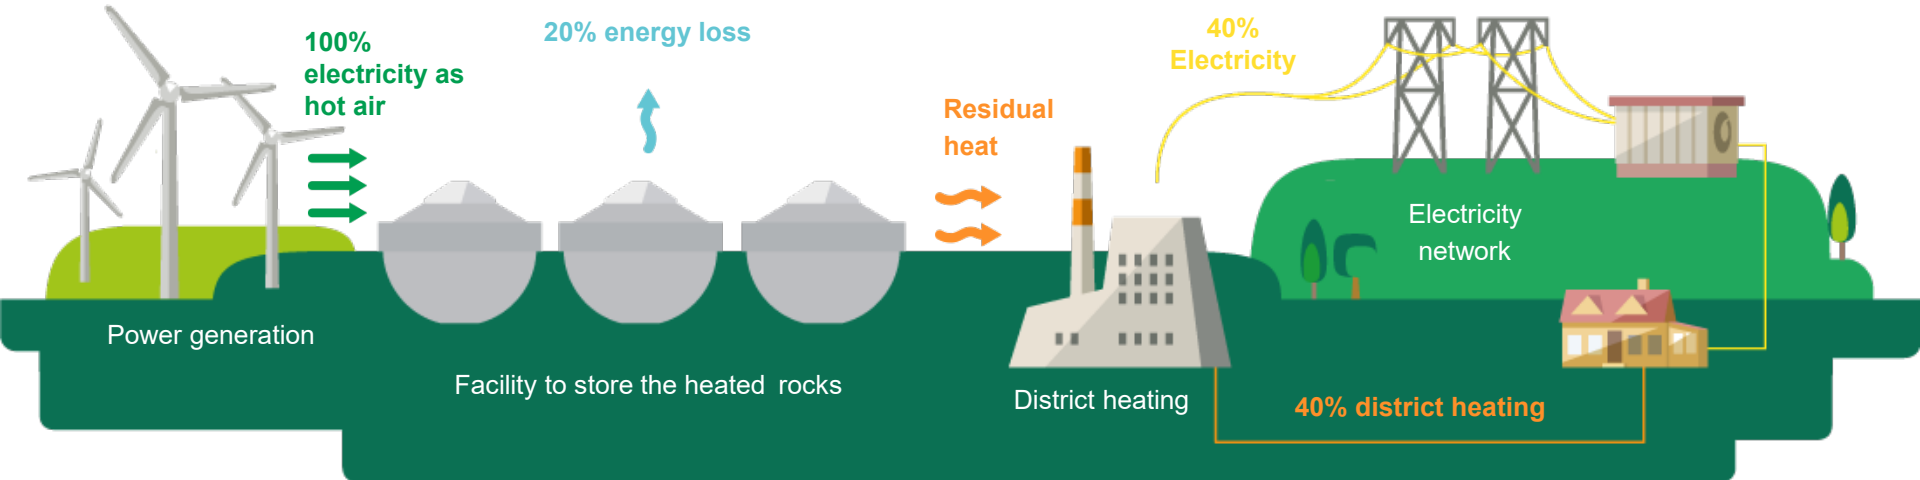 100%
electricity as
hot air
20% energy loss
Residual
heat
40%
Electricity
Electricity
network
Power generation
Facility to store the heated rocks
District heating
40% district heating